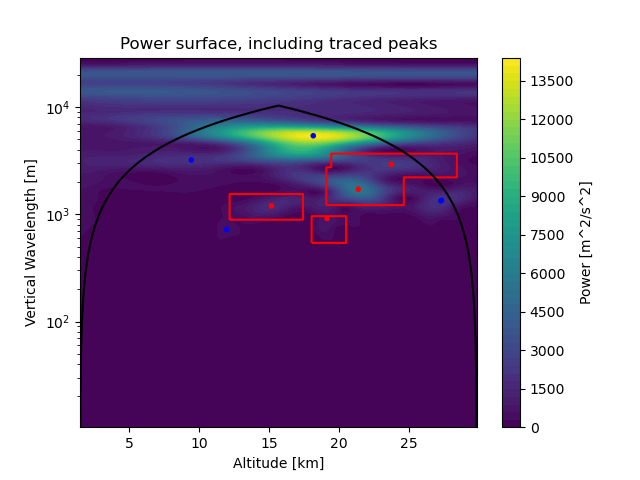 Power surface, including traced peaks
10^4
10^3
10^2
Vertical Wavelength [m]
5 10 15 20 25
Altitude [km]
13500
12000
10500
9000
7500
6000
4500
3000
1500
0
Power [m^2/s^2]